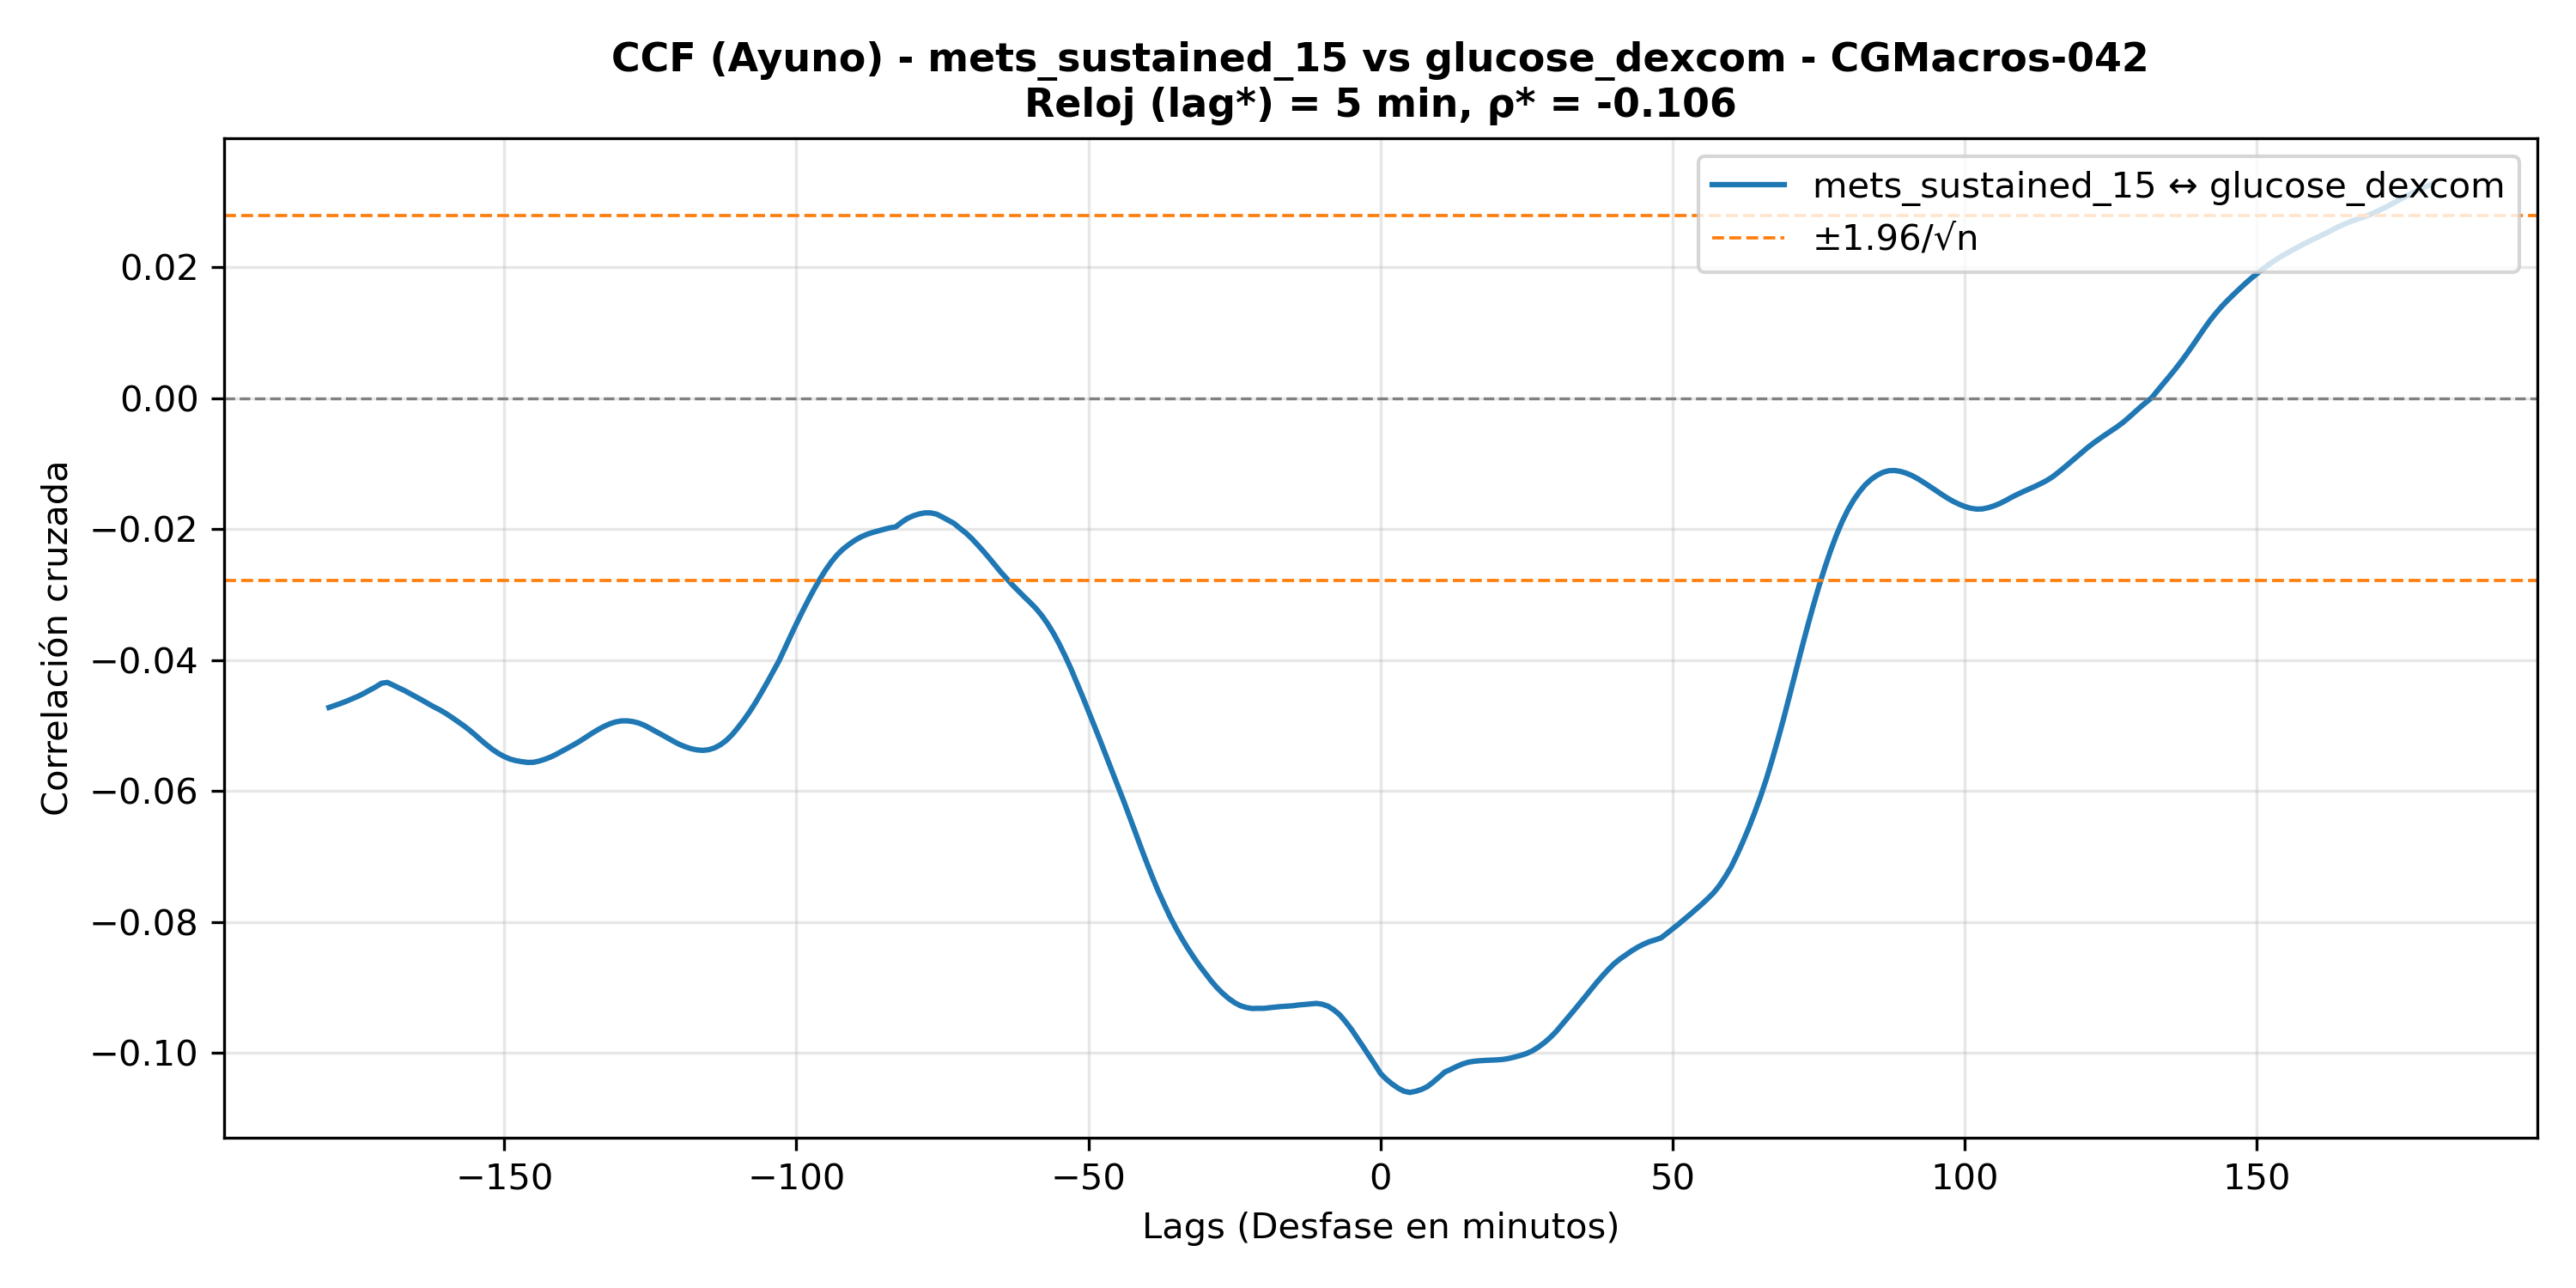 CCF (Ayuno) - mets_sustained_15 vs glucose_dexcom - CGMacros-042
Reloj (lag*) = 5 min, ρ* = -0.106
mets_sustained_15 ↔ glucose_dexcom
±1.96/√n
Correlación cruzada
0.02
0.00
−0.02
−0.04
−0.06
−0.08
−0.10
−150
−100
−50
0
50
100
150
Lags (Desfase en minutos)